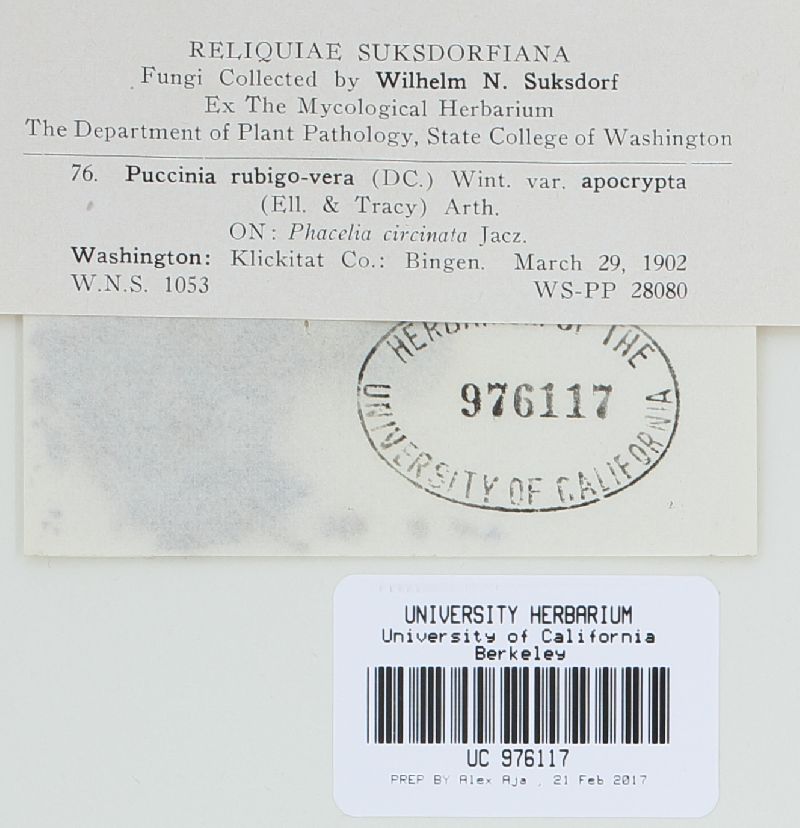 RELIQUIAE SUKSDORFIANA
Fungi Collected by Wilhelm N. Suksdorf
Ex The Mycological Herbarium
The Department of Plant Pathology, State College of Washington
76. Puccinia rubigo-vera (DC.) Wint. var. apocrypta
(Ell. & Tracy) Arth.
ON: Phacelia circinata Jacz.
Washington: Klickitat Co.: Bingen. March 29, 1902
W.N.S. 1053 WS-PP 28080
HERBARIUM OF THE
976117
UNIVERSITY OF CALIFORNIA
UNIVERSITY HERBARIUM
University of California
Berkeley
UC 976117
PREP BY Alex Aja , 21 Feb 2017